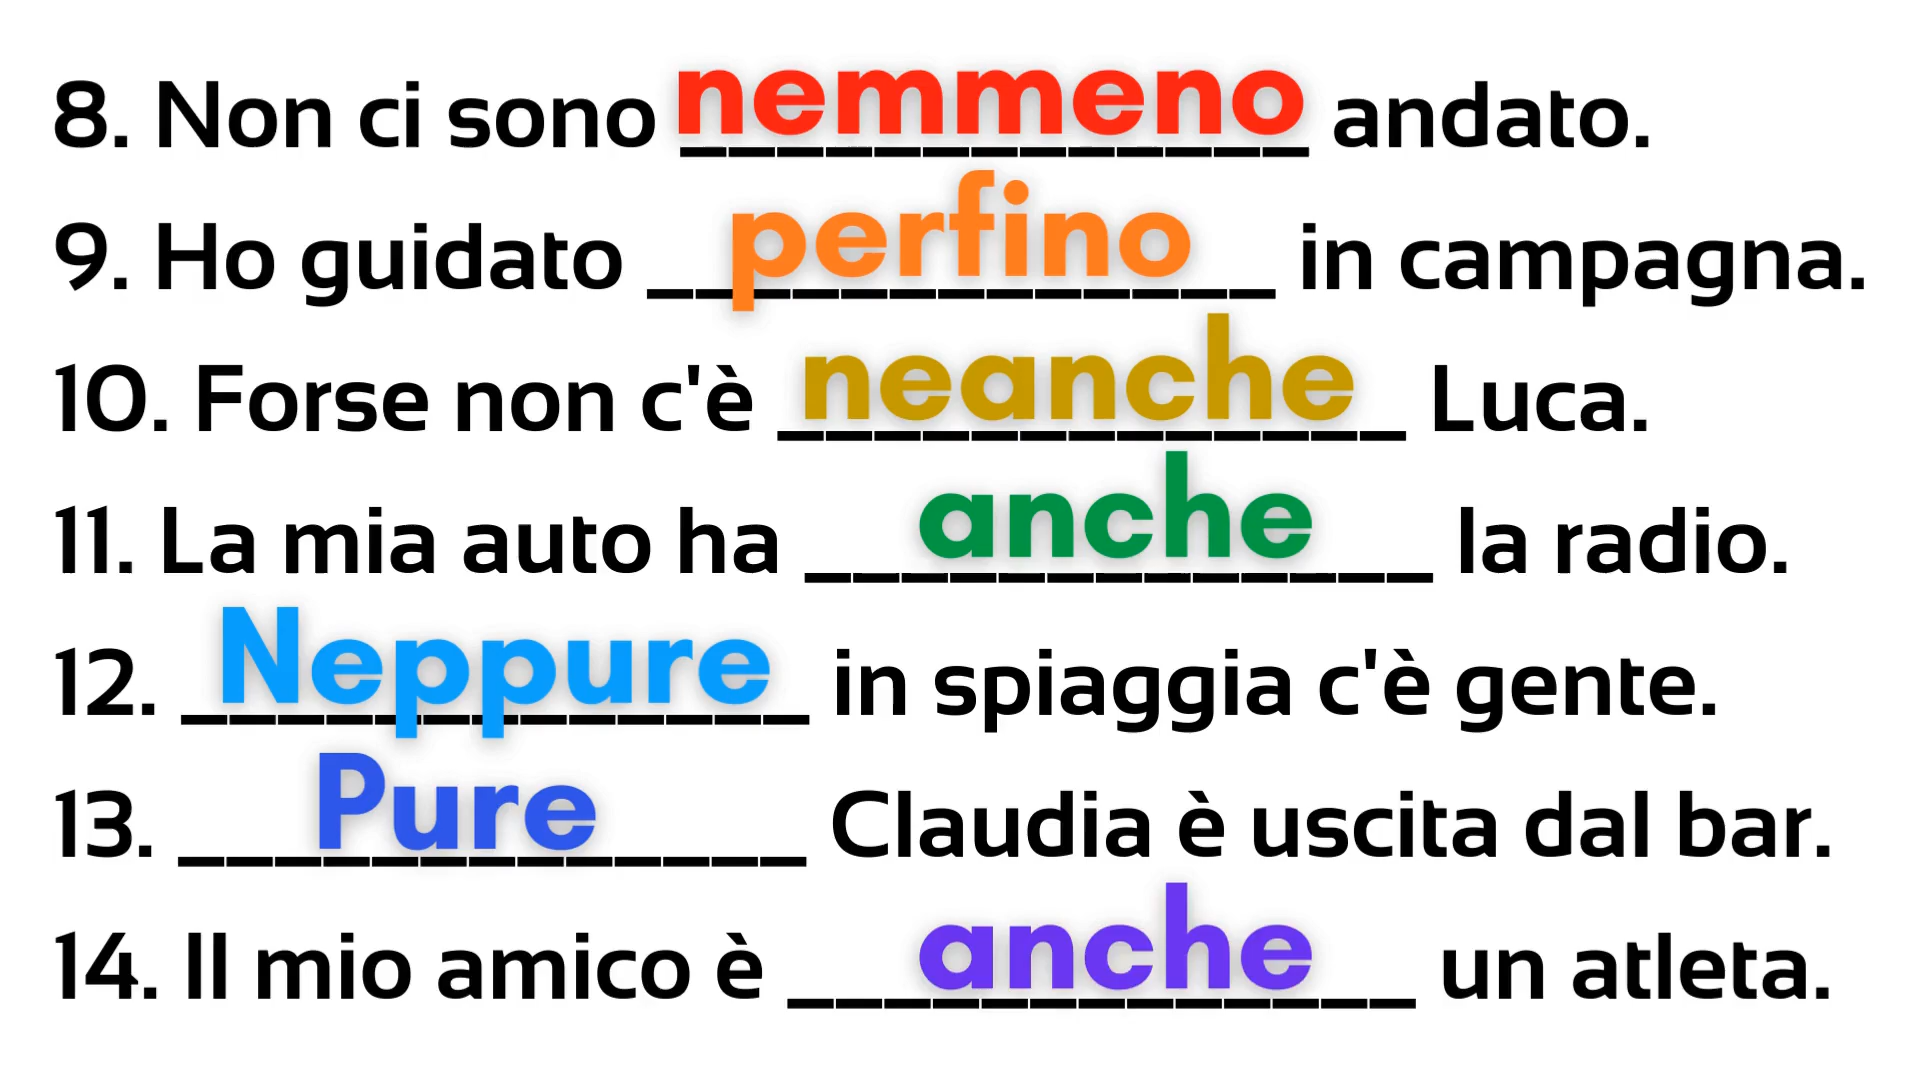 8. Non ci sono nemmeno andato.
9. Ho guidato perfino in campagna.
10. Forse non c'è neanche Luca.
11. La mia auto ha anche la radio.
12. Neppure in spiaggia c'è gente.
13. Pure Claudia è uscita dal bar.
14. Il mio amico è anche un atleta.